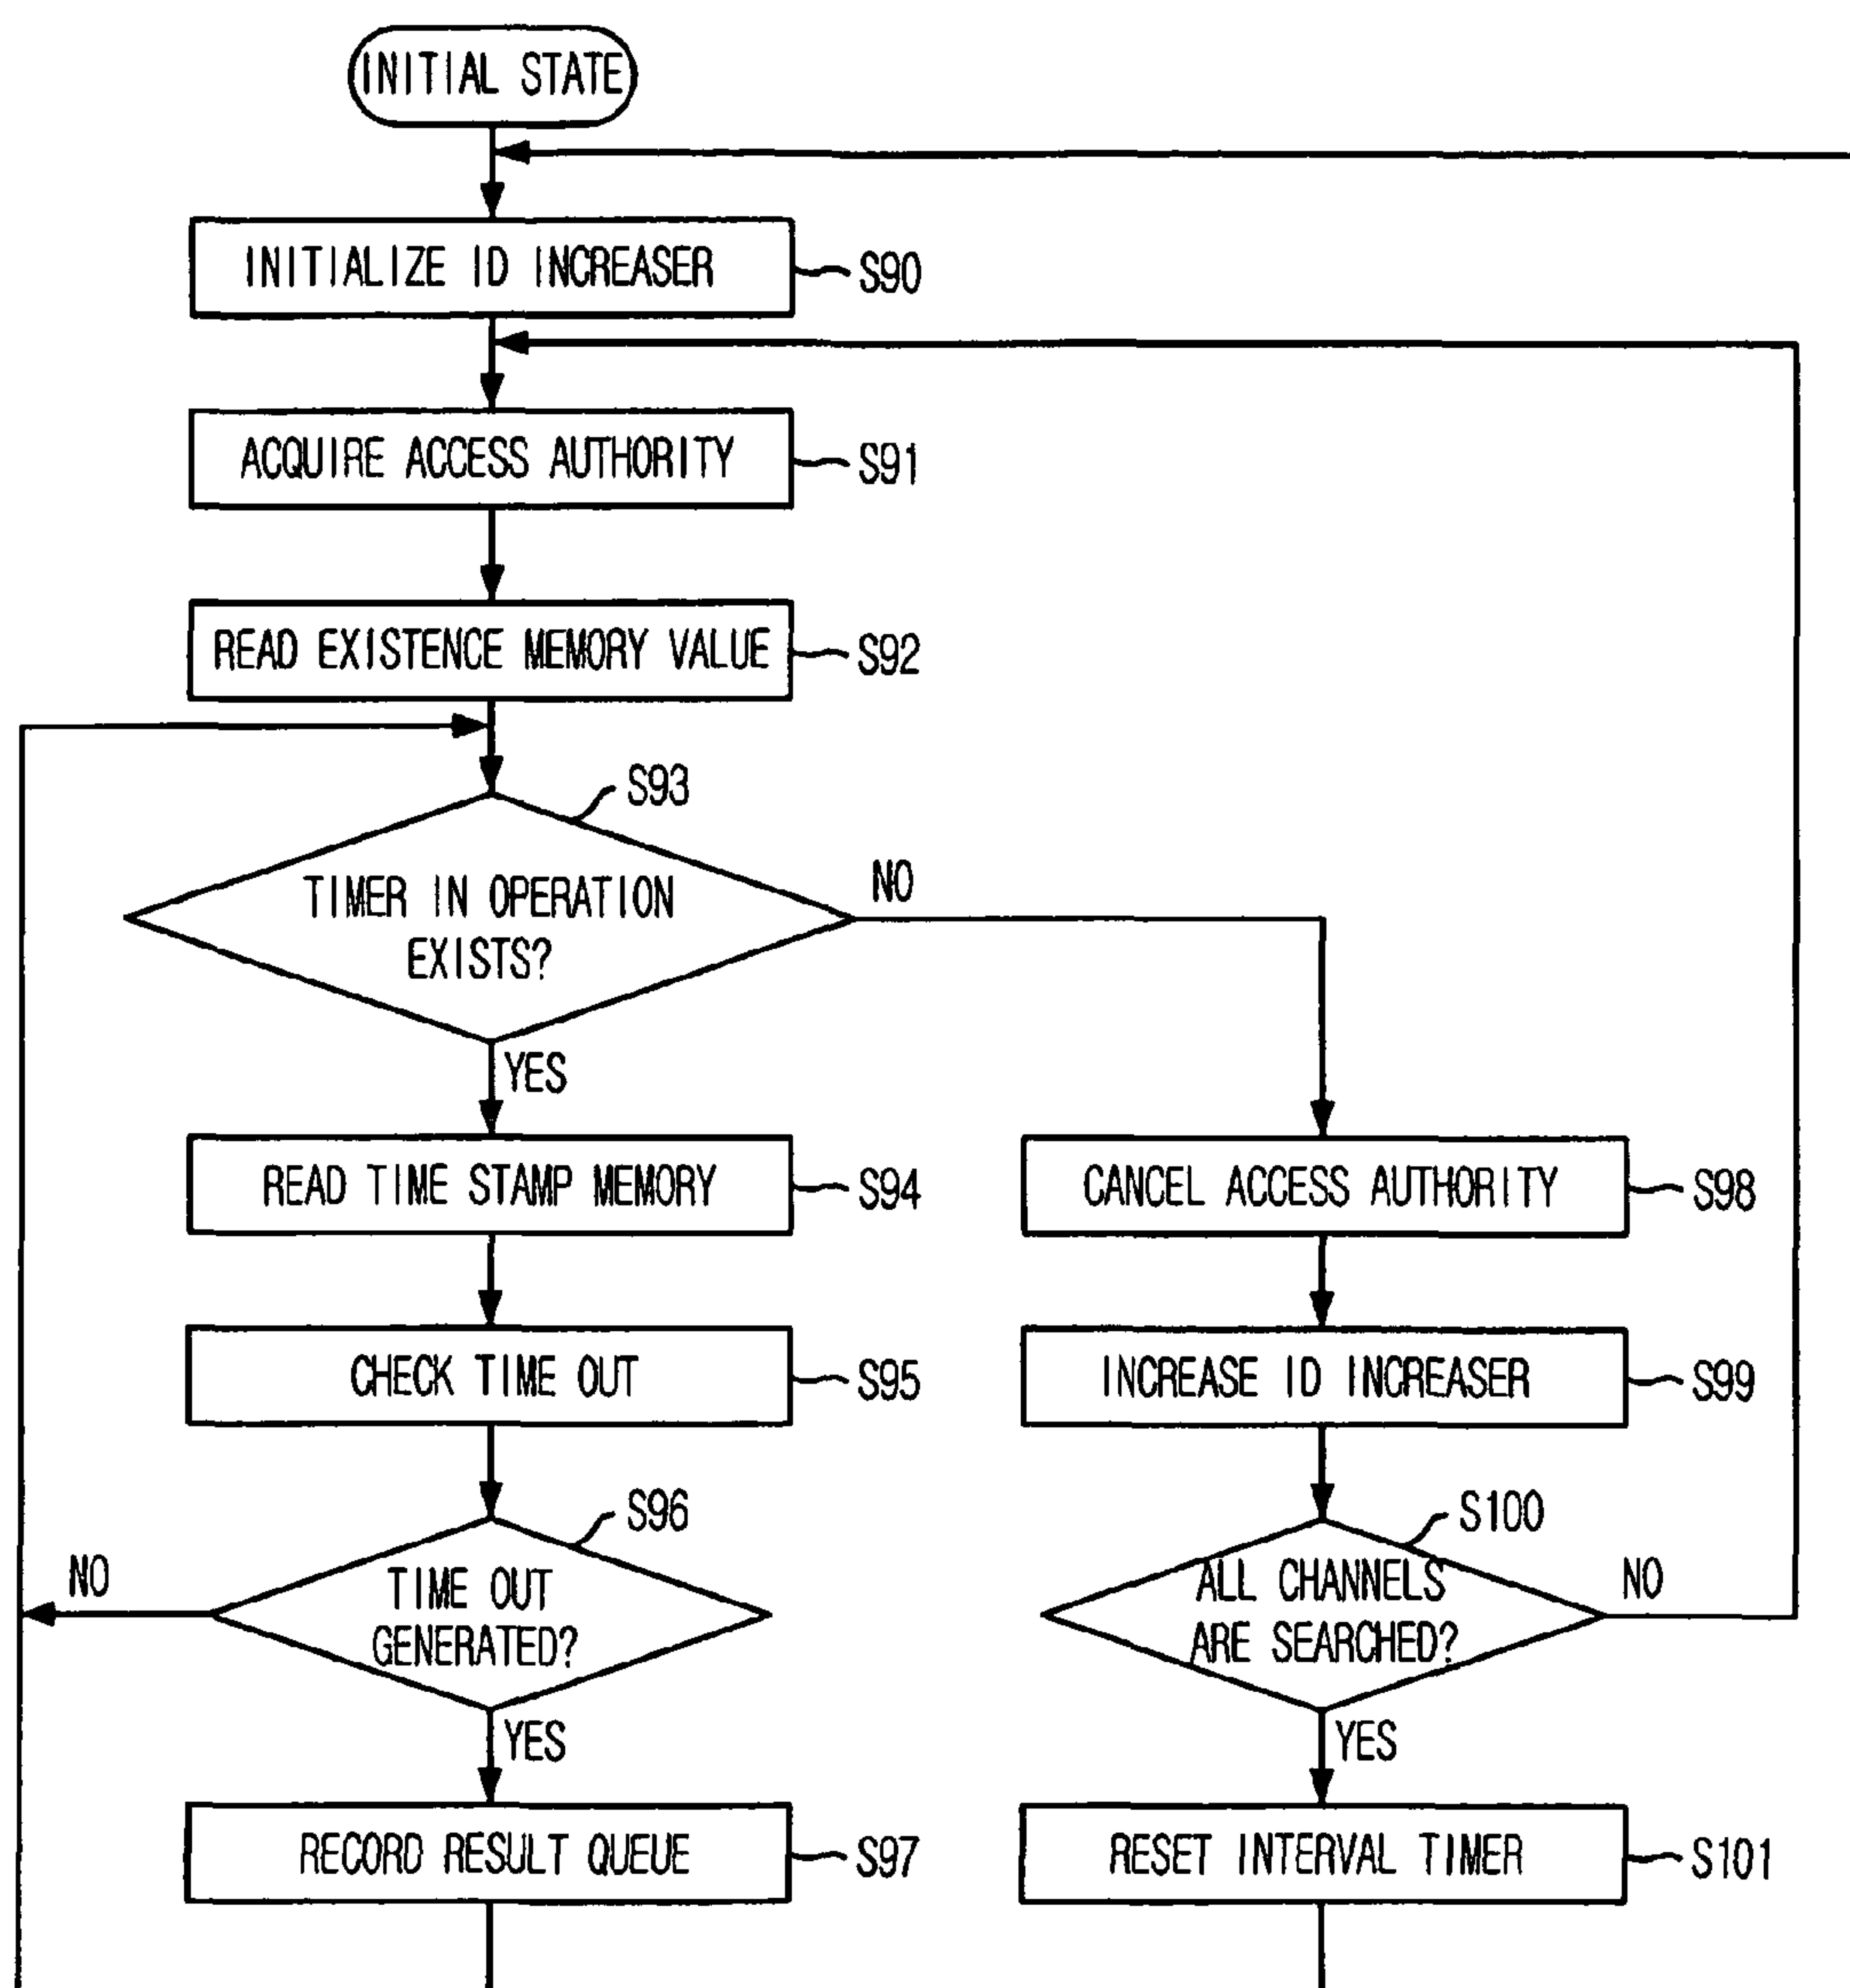 INITIAL STATE
INITIALIZE ID INCREASER
S90
ACQUIRE ACCESS AUTHORITY
S91
READ EXISTENCE MEMORY VALUE
S92
S93
TIMER IN OPERATION
EXISTS?
NO
YES
READ TIME STAMP MEMORY
S94
CANCEL ACCESS AUTHORITY
S98
CHECK TIME OUT
S95
INCREASE ID INCREASER
S99
S96
S100
NO
TIME OUT
GENERATED?
ALL CHANNELS
ARE SEARCHED?
NO
YES
YES
RECORD RESULT QUEUE
S97
RESET INTERVAL TIMER
S101